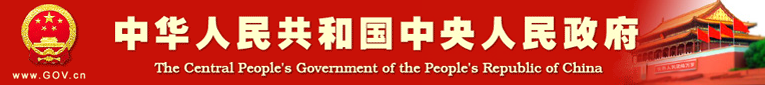 中华人民共和国中央人民政府
www.GOV.cn
The Central People's Government of the People's Republic of China